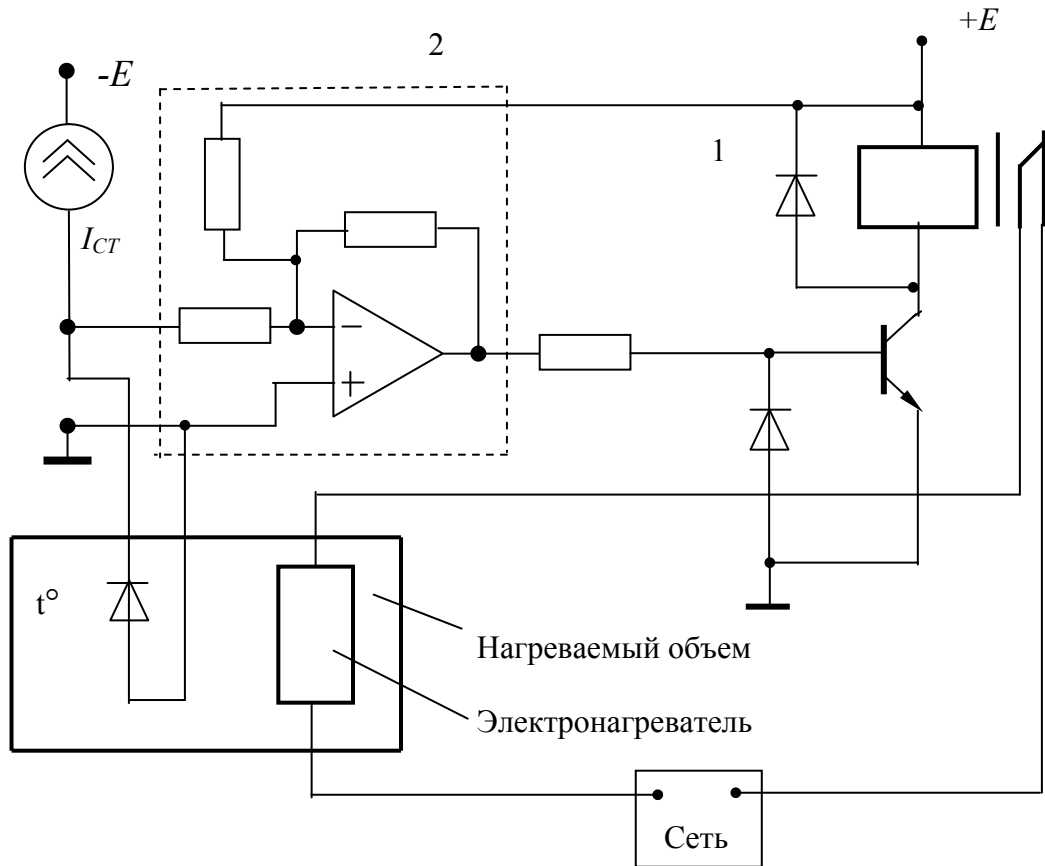 +E
-E
2
1
I_CT
−
+
t°
Нагреваемый объем
Электронагреватель
Сеть